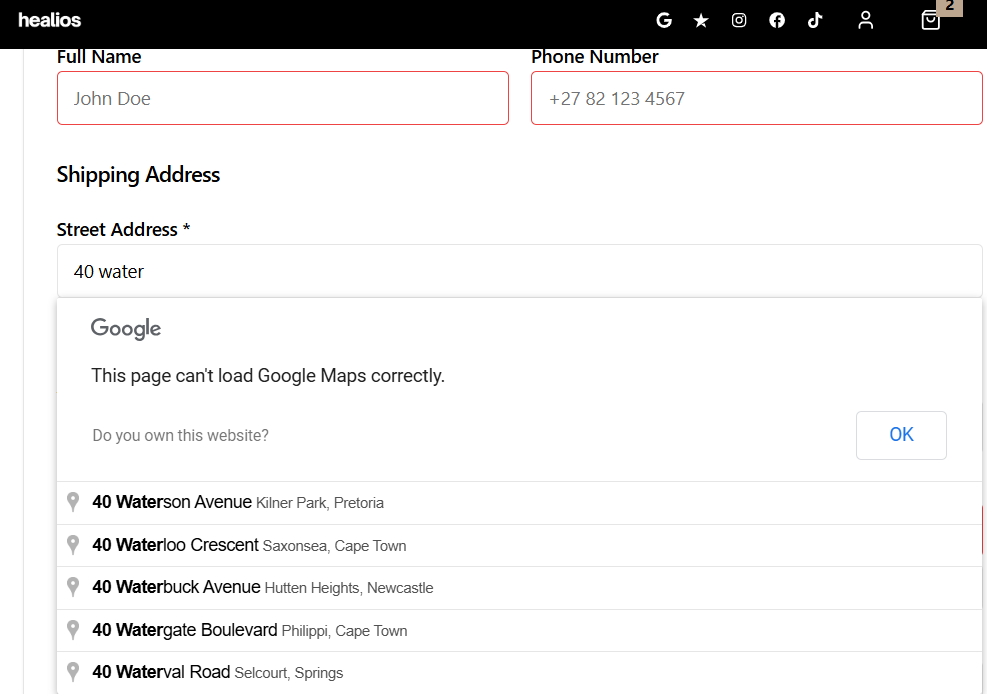 healios
2
Full Name Phone Number
John Doe +27 82 123 4567
Shipping Address
Street Address *
40 water
Google
This page can't load Google Maps correctly.
Do you own this website? OK
40 Waterson Avenue Kilner Park, Pretoria
40 Waterloo Crescent Saxonsea, Cape Town
40 Waterbuck Avenue Hutten Heights, Newcastle
40 Watergate Boulevard Philippi, Cape Town
40 Waterval Road Selcourt, Springs